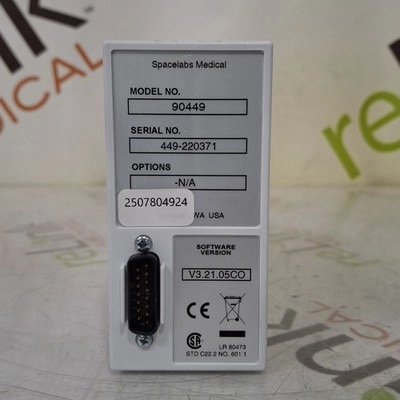 Spacelabs Medical
MODEL NO.
90449
SERIAL NO.
449-220371
OPTIONS
-N/A
2507804924
WA USA
SOFTWARE
VERSION
V3.21.05CO
CE
LR 80473
STD C22.2 NO. 601.1